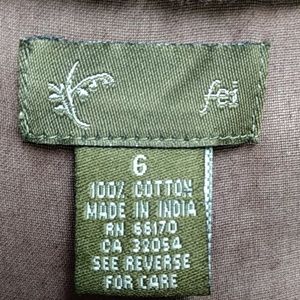 fei
6
100% COTTON
MADE IN INDIA
RN 66170
CA 32054
SEE REVERSE
FOR CARE